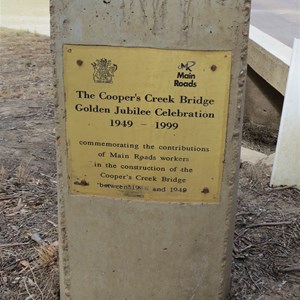 Main
Roads
The Cooper's Creek Bridge
Golden Jubilee Celebration
1949 - 1999
commemorating the contributions
of Main Roads workers
in the construction of the
Cooper's Creek Bridge
between and 1949